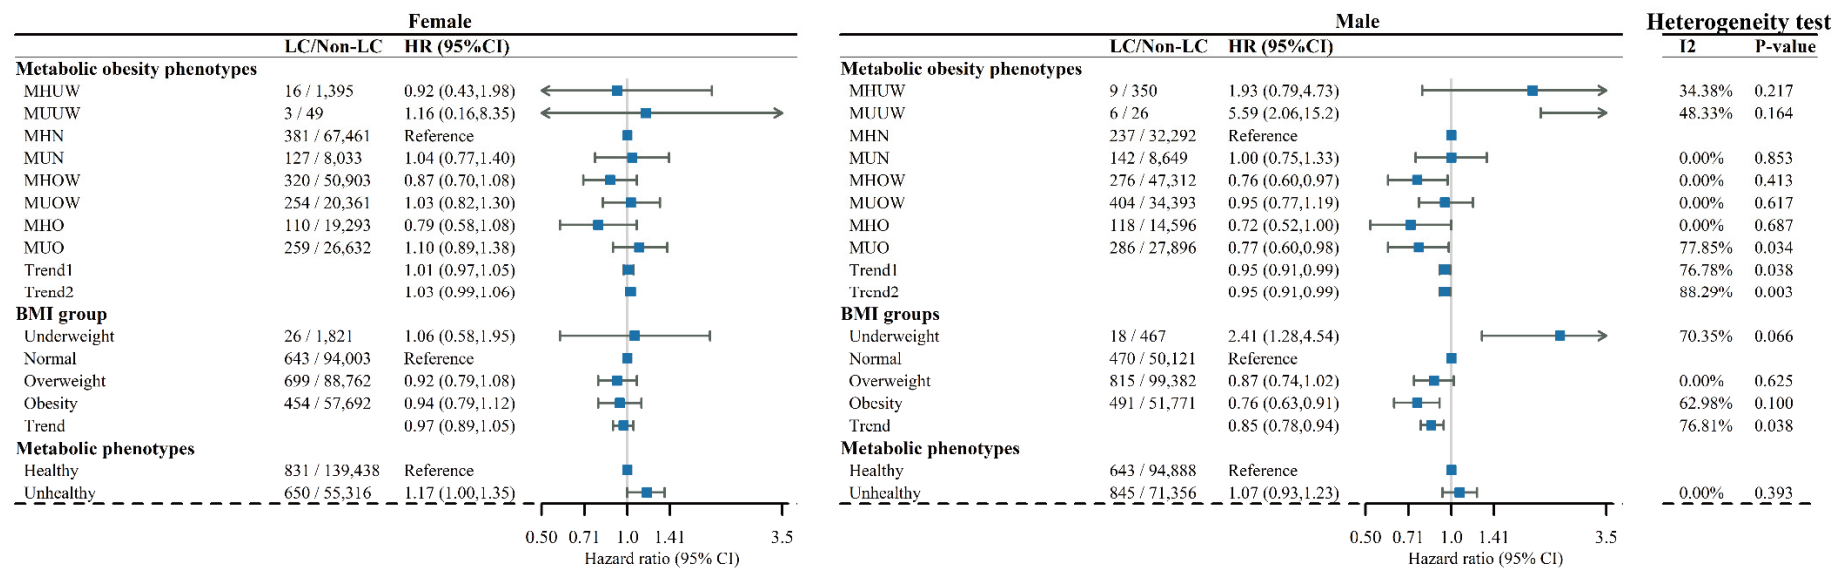 Female Male Heterogeneity test
LC/Non-LC HR (95%CI) LC/Non-LC HR (95%CI) I2 P-value
Metabolic obesity phenotypes Metabolic obesity phenotypes
MHUW 16 / 1,395 0.92 (0.43,1.98) MHUW 9 / 350 1.93 (0.79,4.73) 34.38% 0.217
MUUW 3 / 49 1.16 (0.16,8.35) MUUW 6 / 26 5.59 (2.06,15.2) 48.33% 0.164
MHN 381 / 67,461 Reference MHN 237 / 32,292 Reference
MUN 127 / 8,033 1.04 (0.77,1.40) MUN 142 / 8,649 1.00 (0.75,1.33) 0.00% 0.853
MHOW 320 / 50,903 0.87 (0.70,1.08) MHOW 276 / 47,312 0.76 (0.60,0.97) 0.00% 0.413
MUOW 254 / 20,361 1.03 (0.82,1.30) MUOW 404 / 34,393 0.95 (0.77,1.19) 0.00% 0.617
MHO 110 / 19,293 0.79 (0.58,1.08) MHO 118 / 14,596 0.72 (0.52,1.00) 0.00% 0.687
MUO 259 / 26,632 1.10 (0.89,1.38) MUO 286 / 27,896 0.77 (0.60,0.98) 77.85% 0.034
Trend1 1.01 (0.97,1.05) Trend1 0.95 (0.91,0.99) 76.78% 0.038
Trend2 1.03 (0.99,1.06) Trend2 0.95 (0.91,0.99) 88.29% 0.003
BMI group BMI groups
Underweight 26 / 1,821 1.06 (0.58,1.95) Underweight 18 / 467 2.41 (1.28,4.54) 70.35% 0.066
Normal 643 / 94,003 Reference Normal 470 / 50,121 Reference
Overweight 699 / 88,762 0.92 (0.79,1.08) Overweight 815 / 99,382 0.87 (0.74,1.02) 0.00% 0.625
Obesity 454 / 57,692 0.94 (0.79,1.12) Obesity 491 / 51,771 0.76 (0.63,0.91) 62.98% 0.100
Trend 0.97 (0.89,1.05) Trend 0.85 (0.78,0.94) 76.81% 0.038
Metabolic phenotypes Metabolic phenotypes
Healthy 831 / 139,438 Reference Healthy 643 / 94,888 Reference
Unhealthy 650 / 55,316 1.17 (1.00,1.35) Unhealthy 845 / 71,356 1.07 (0.93,1.23) 0.00% 0.393
0.50 0.71 1.0 1.41 3.5 0.50 0.71 1.0 1.41 3.5
Hazard ratio (95% CI) Hazard ratio (95% CI)